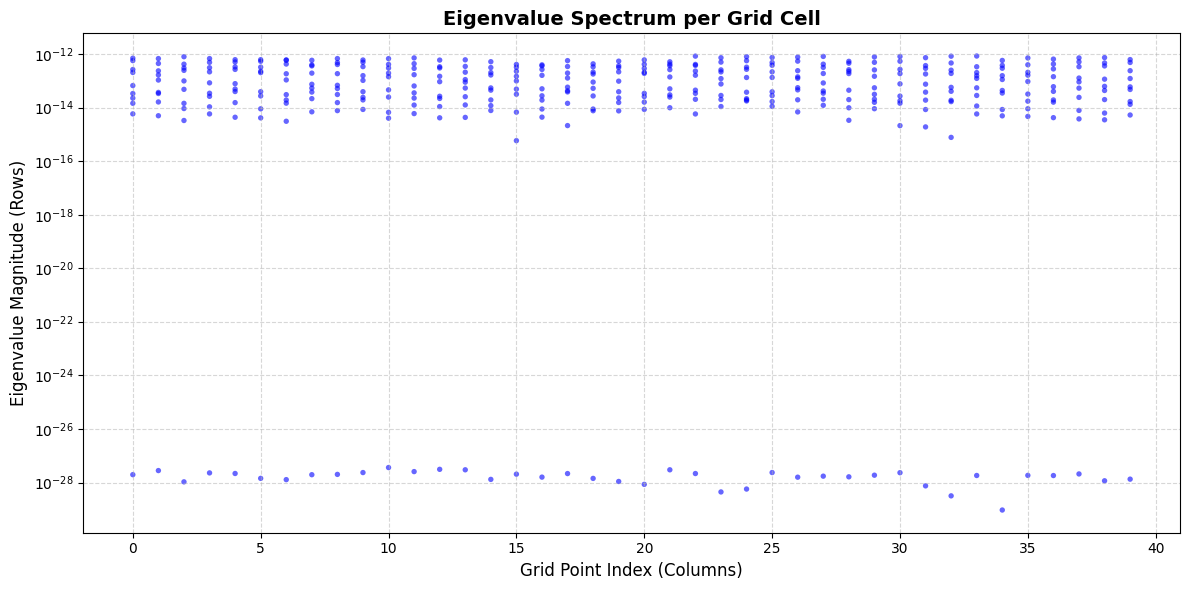 Eigenvalue Spectrum per Grid Cell
Eigenvalue Magnitude (Rows)
10⁻¹²
10⁻¹⁴
10⁻¹⁶
10⁻¹⁸
10⁻²⁰
10⁻²²
10⁻²⁴
10⁻²⁶
10⁻²⁸
0 5 10 15 20 25 30 35 40
Grid Point Index (Columns)